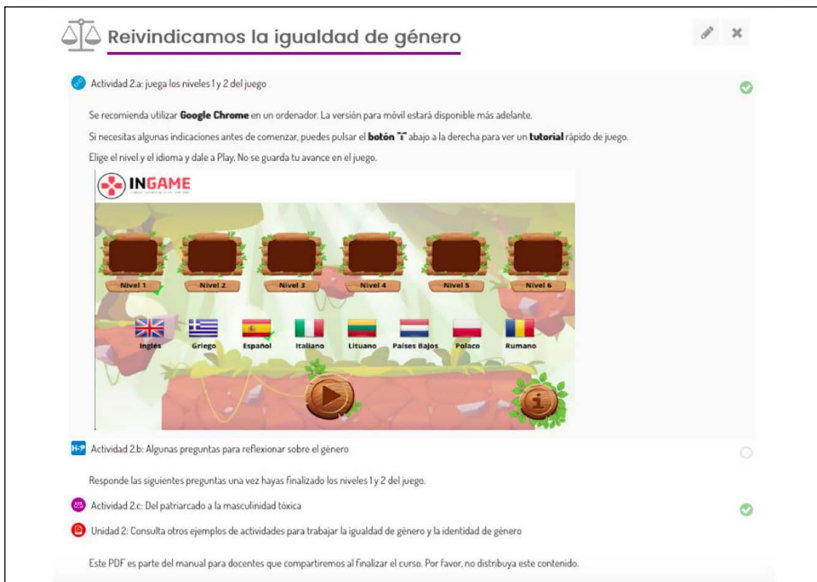 Reivindicamos la igualdad de género
Actividad 2.a: juega los niveles 1 y 2 del juego
Se recomienda utilizar Google Chrome en un ordenador. La versión para móvil estará disponible más adelante.
Si necesitas algunas indicaciones antes de comenzar, puedes pulsar el botón "i" abajo a la derecha para ver un tutorial rápido de juego.
Elige el nivel y el idioma y dale a Play. No se guarda tu avance en el juego.
INGAME
Nivel 1 Nivel 2 Nivel 3 Nivel 4 Nivel 5 Nivel 6
Inglés Griego Español Italiano Lituano Países Bajos Polaco Rumano
i
H-P Actividad 2.b: Algunas preguntas para reflexionar sobre el género
Responde las siguientes preguntas una vez hayas finalizado los niveles 1 y 2 del juego.
Actividad 2.c: Del patriarcado a la masculinidad tóxica
Unidad 2: Consulta otros ejemplos de actividades para trabajar la igualdad de género y la identidad de género
Este PDF es parte del manual para docentes que compartiremos al finalizar el curso. Por favor, no distribuya este contenido.